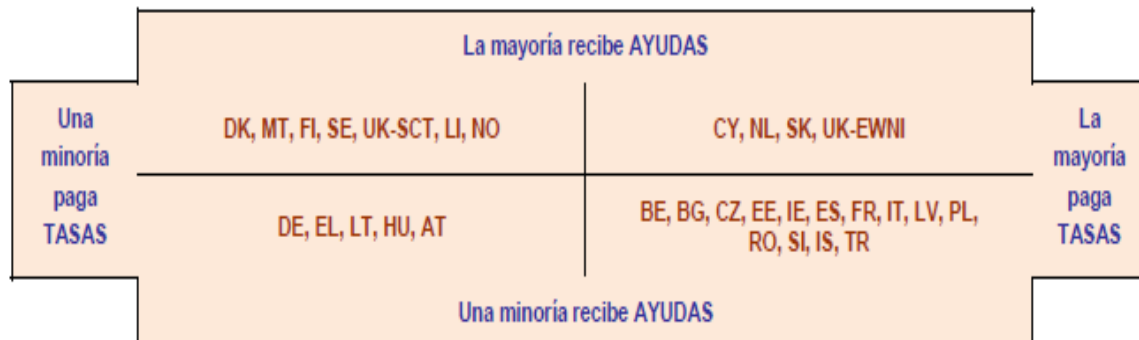 La mayoría recibe AYUDAS
Una
minoría
paga
TASAS
DK, MT, FI, SE, UK-SCT, LI, NO
CY, NL, SK, UK-EWNI
La
mayoría
paga
TASAS
DE, EL, LT, HU, AT
BE, BG, CZ, EE, IE, ES, FR, IT, LV, PL,
RO, SI, IS, TR
Una minoría recibe AYUDAS